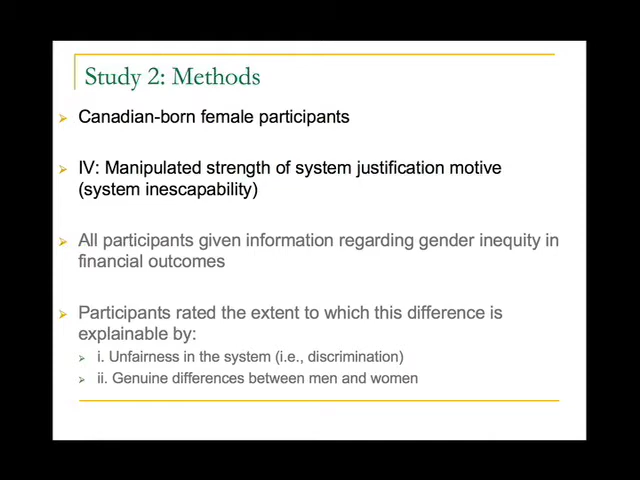 Study 2: Methods
Canadian-born female participants
IV: Manipulated strength of system justification motive
(system inescapability)
All participants given information regarding gender inequity in
financial outcomes
Participants rated the extent to which this difference is
explainable by:
i. Unfairness in the system (i.e., discrimination)
ii. Genuine differences between men and women